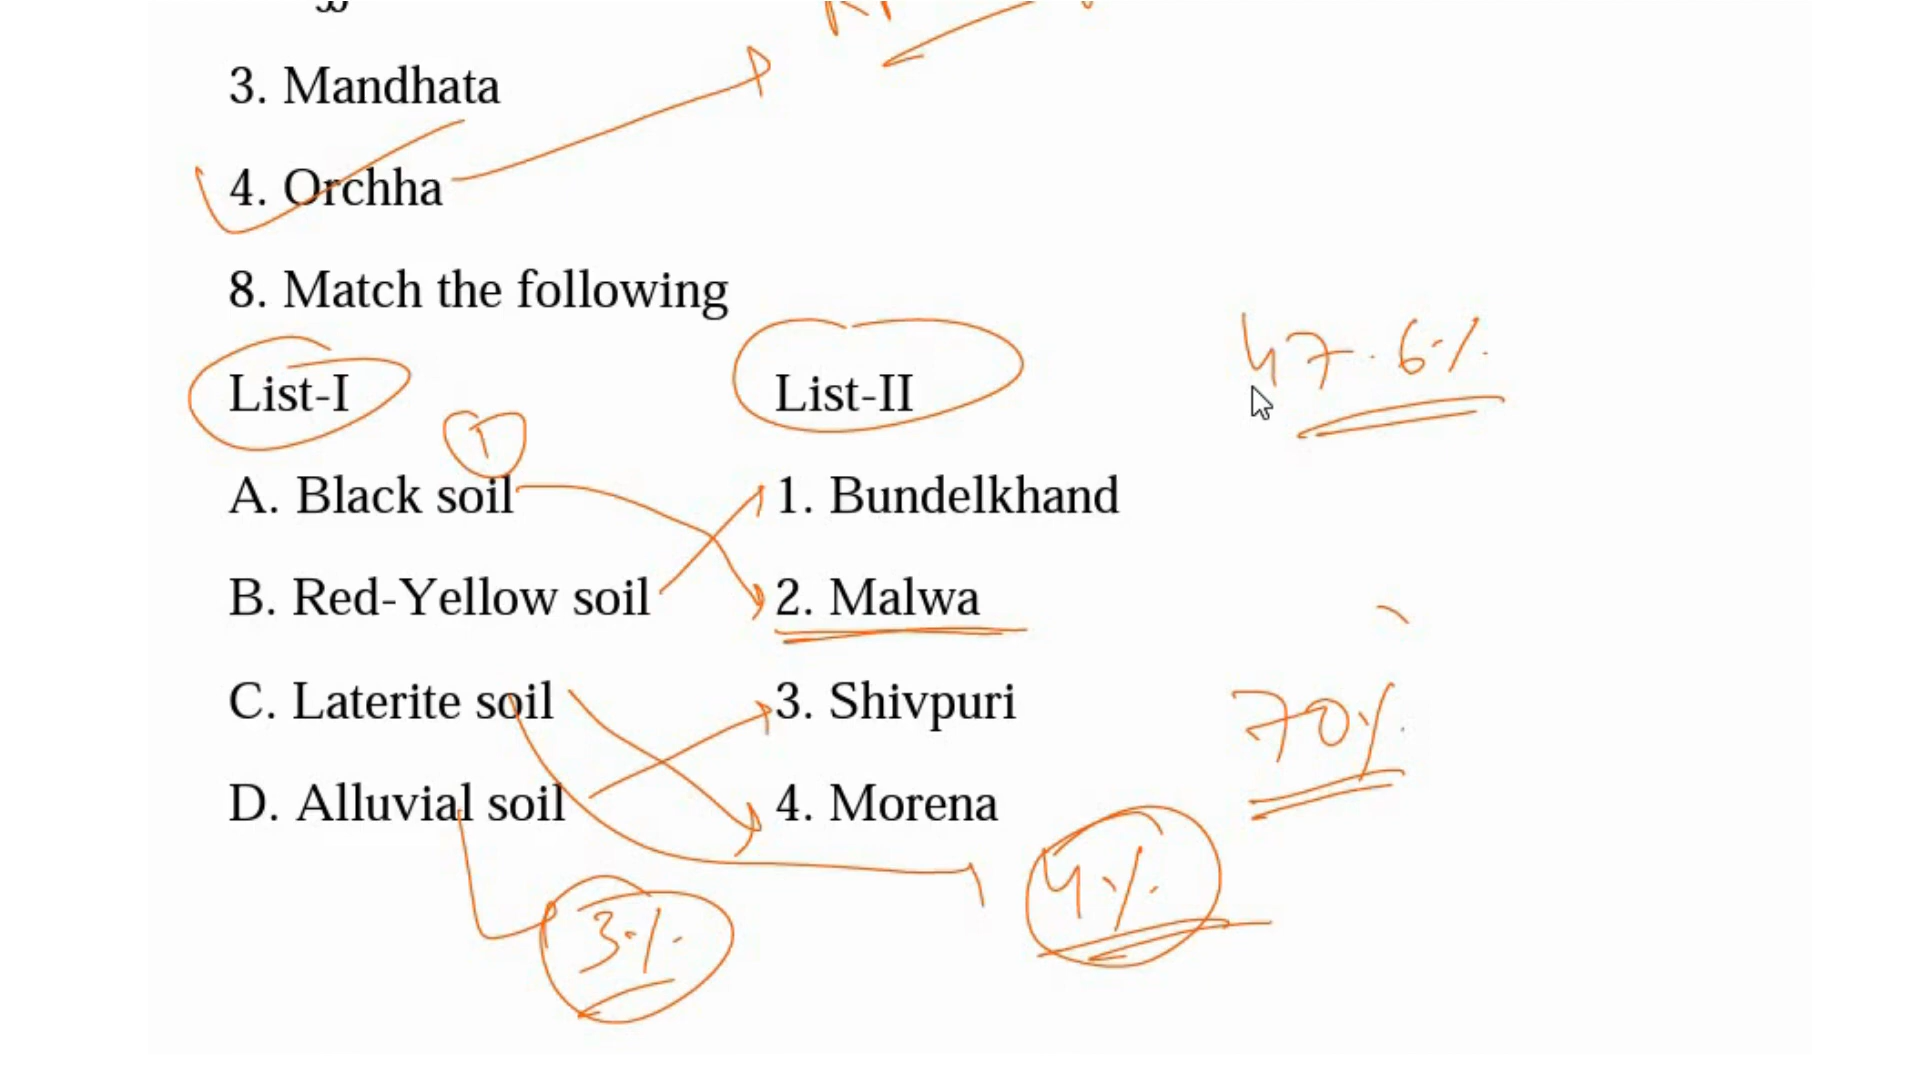 3. Mandhata
4. Orchha
8. Match the following
List-I List-II
47.6%
1
A. Black soil 1. Bundelkhand
B. Red-Yellow soil 2. Malwa
C. Laterite soil 3. Shivpuri
70%
D. Alluvial soil 4. Morena
4%
3%